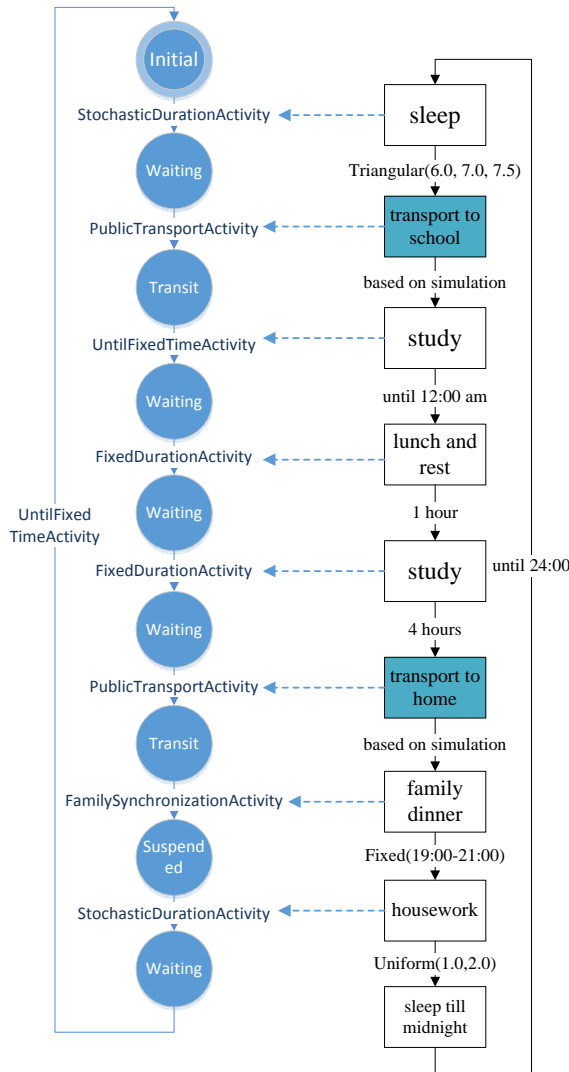 Initial
StochasticDurationActivity
sleep
Waiting
Triangular(6.0, 7.0, 7.5)
PublicTransportActivity
transport to
school
Transit
based on simulation
UntilFixedTimeActivity
study
Waiting
until 12:00 am
FixedDurationActivity
lunch and
rest
Waiting
1 hour
UntilFixed
TimeActivity
FixedDurationActivity
study
until 24:00
Waiting
4 hours
PublicTransportActivity
transport to
home
Transit
based on simulation
FamilySynchronizationActivity
family
dinner
Suspend
ed
Fixed(19:00-21:00)
StochasticDurationActivity
housework
Waiting
Uniform(1.0,2.0)
sleep till
midnight